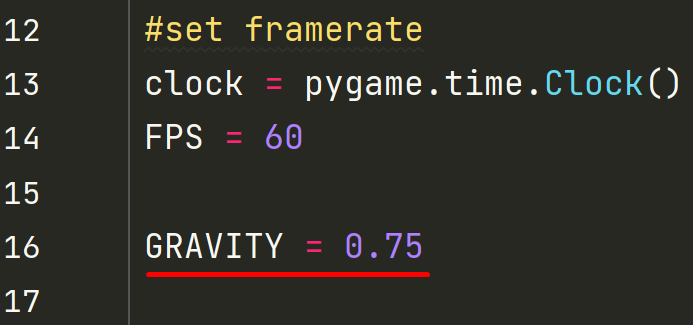 12 #set framerate
13 clock = pygame.time.Clock()
14 FPS = 60
15
16 GRAVITY = 0.75
17